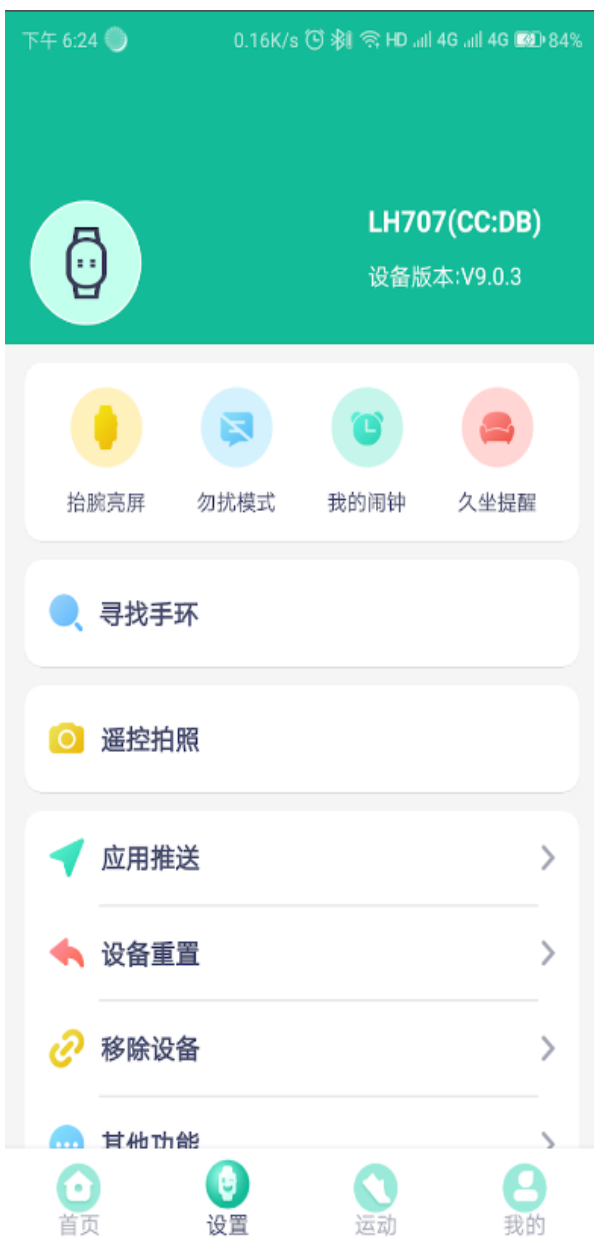 下午 6:24 0.16K/s HD 4G 4G 84%
LH707(CC:DB)
设备版本:V9.0.3
抬腕亮屏 勿扰模式 我的闹钟 久坐提醒
寻找手环
遥控拍照
应用推送
设备重置
移除设备
其他功能
首页 设置 运动 我的